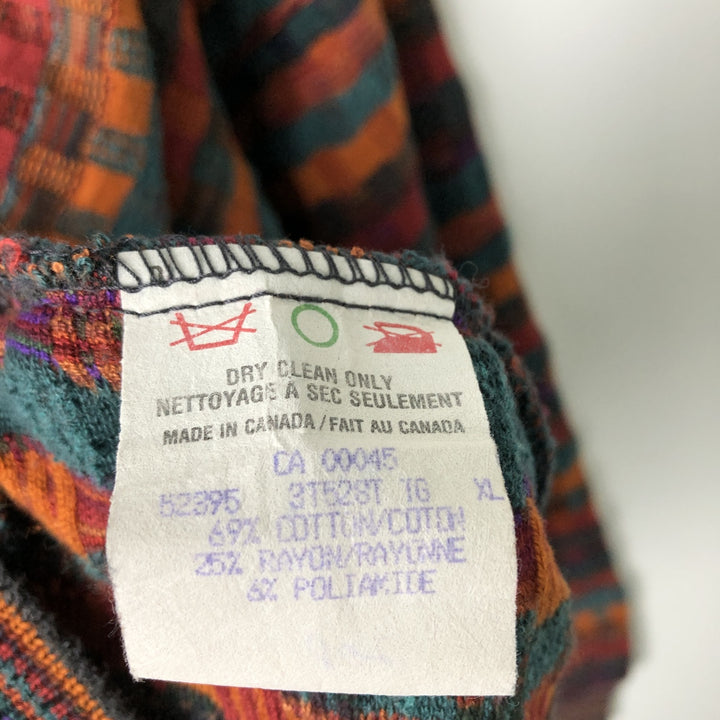 DRY CLEAN ONLY
NETTOYAGE À SEC SEULEMENT
MADE IN CANADA/FAIT AU CANADA
CA 00045
52395 3T528T TG XL
69% COTTON/COTON
25% RAYON/RAYONNE
6% POLIAMIDE